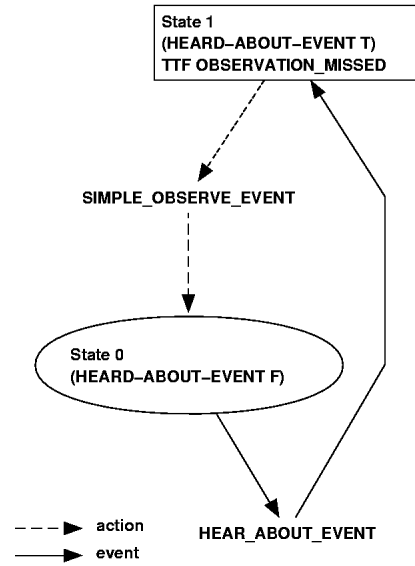 State 1
(HEARD–ABOUT–EVENT T)
TTF OBSERVATION_MISSED
SIMPLE_OBSERVE_EVENT
State 0
(HEARD–ABOUT–EVENT F)
HEAR_ABOUT_EVENT
action
event